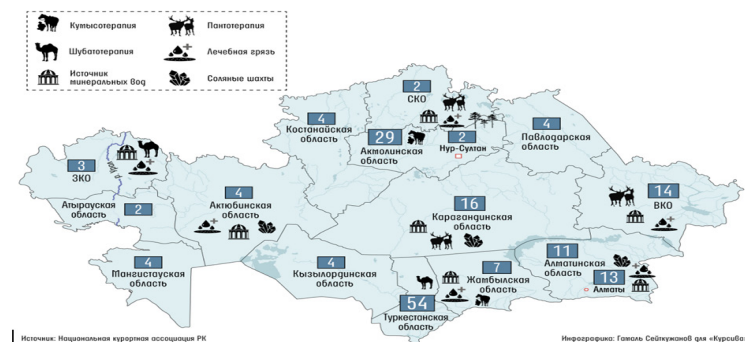 Кумысотерапия
Пантотерапия
Шубатотерапия
Лечебная грязь
Источник
минеральных вод
Соляные шахты
2
СКО
4
Костанайская
область
29
Акмолинская
область
2
Нур-Султан
4
Павлодарская
область
3
ЗКО
Атырауская
область
2
4
Актюбинская
область
16
Карагандинская
область
14
ВКО
4
Мангистауская
область
4
Кызылординская
область
7
Жамбылская
область
11
Алматинская
область
13
Алматы
54
Туркестанская
область
Источник: Национальная курортная ассоциация РК
Инфографика: Гамаль Сейткужанов для «Курсива»